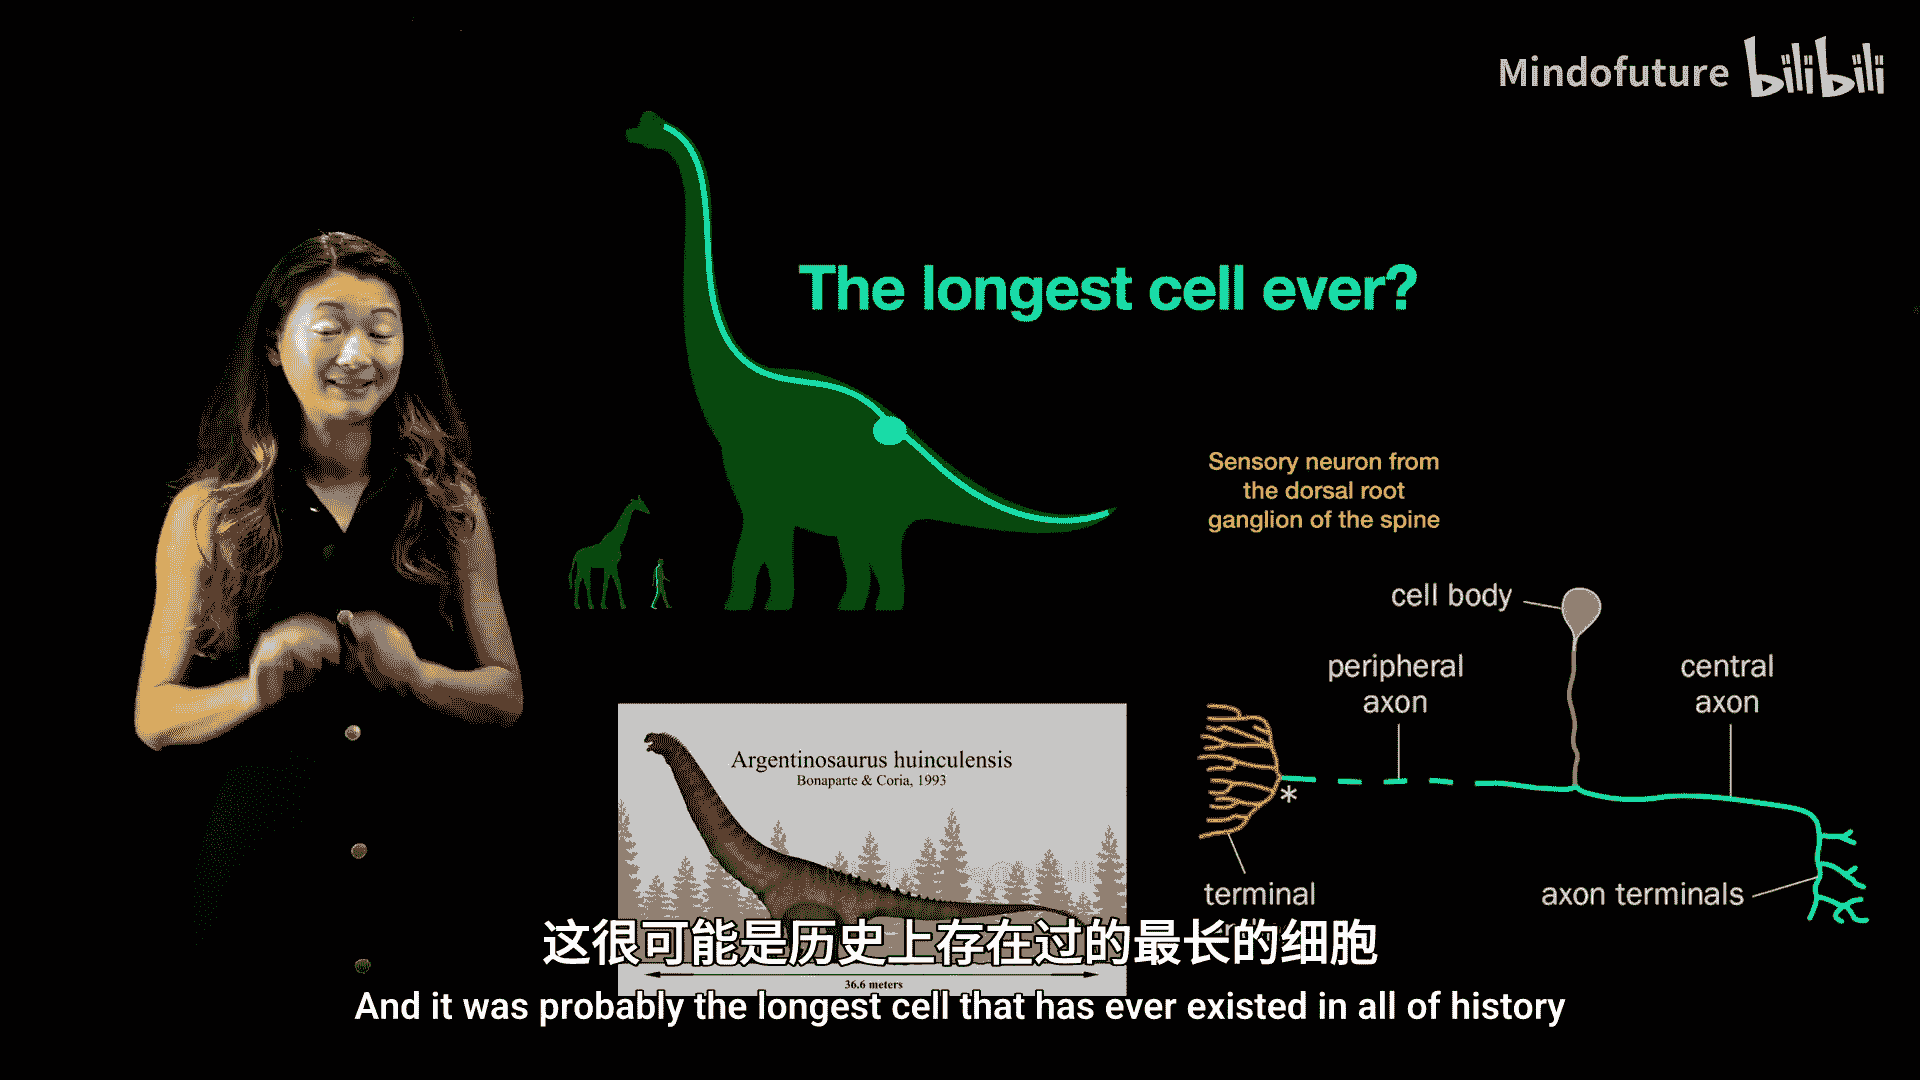 Mindofuture bilibili
The longest cell ever?
Sensory neuron from
the dorsal root
ganglion of the spine
cell body
peripheral
axon
central
axon
Argentinosaurus huinculensis
Bonaparte & Coria, 1993
*
terminal
axon terminals
36.6 meters
这很可能是历史上存在过的最长的细胞
And it was probably the longest cell that has ever existed in all of history